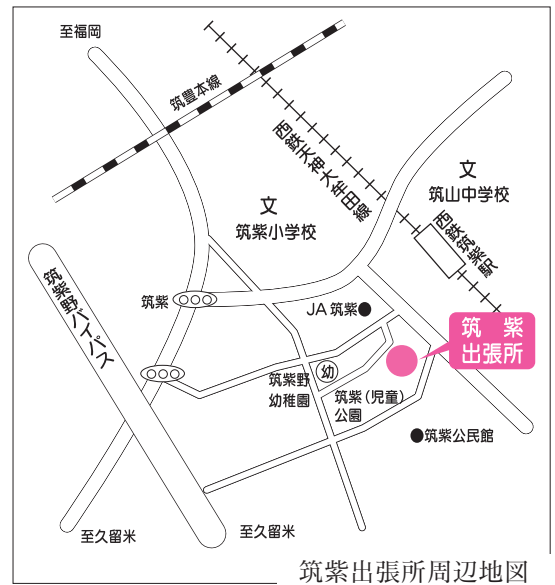 至福岡
筑豊本線
西鉄天神大牟田線
文
筑山中学校
文
筑紫小学校
西鉄筑紫駅
筑紫野バイパス
筑紫
JA 筑紫
筑紫
出張所
筑紫野
幼稚園
幼
筑紫（児童）
公園
筑紫公民館
至久留米
至久留米
筑紫出張所周辺地図